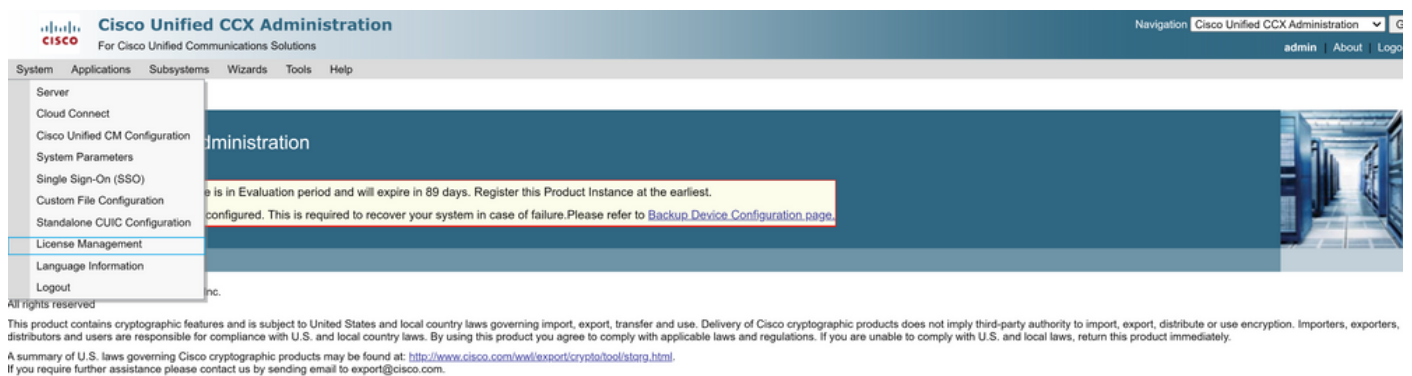 Cisco Unified CCX Administration
For Cisco Unified Communications Solutions
CISCO
Navigation Cisco Unified CCX Administration G
admin | About | Logo
System Applications Subsystems Wizards Tools Help
Server
Cloud Connect
Cisco Unified CM Configuration
System Parameters
Single Sign-On (SSO)
Custom File Configuration
Standalone CUIC Configuration
License Management
Language Information
Logout
dministration
e is in Evaluation period and will expire in 89 days. Register this Product Instance at the earliest.
configured. This is required to recover your system in case of failure.Please refer to Backup Device Configuration page.
Inc.
All rights reserved
This product contains cryptographic features and is subject to United States and local country laws governing import, export, transfer and use. Delivery of Cisco cryptographic products does not imply third-party authority to import, export, distribute or use encryption. Importers, exporters,
distributors and users are responsible for compliance with U.S. and local country laws. By using this product you agree to comply with applicable laws and regulations. If you are unable to comply with U.S. and local laws, return this product immediately.
A summary of U.S. laws governing Cisco cryptographic products may be found at: http://www.cisco.com/wwl/export/crypto/tool/stqrg.html.
If you require further assistance please contact us by sending email to export@cisco.com.